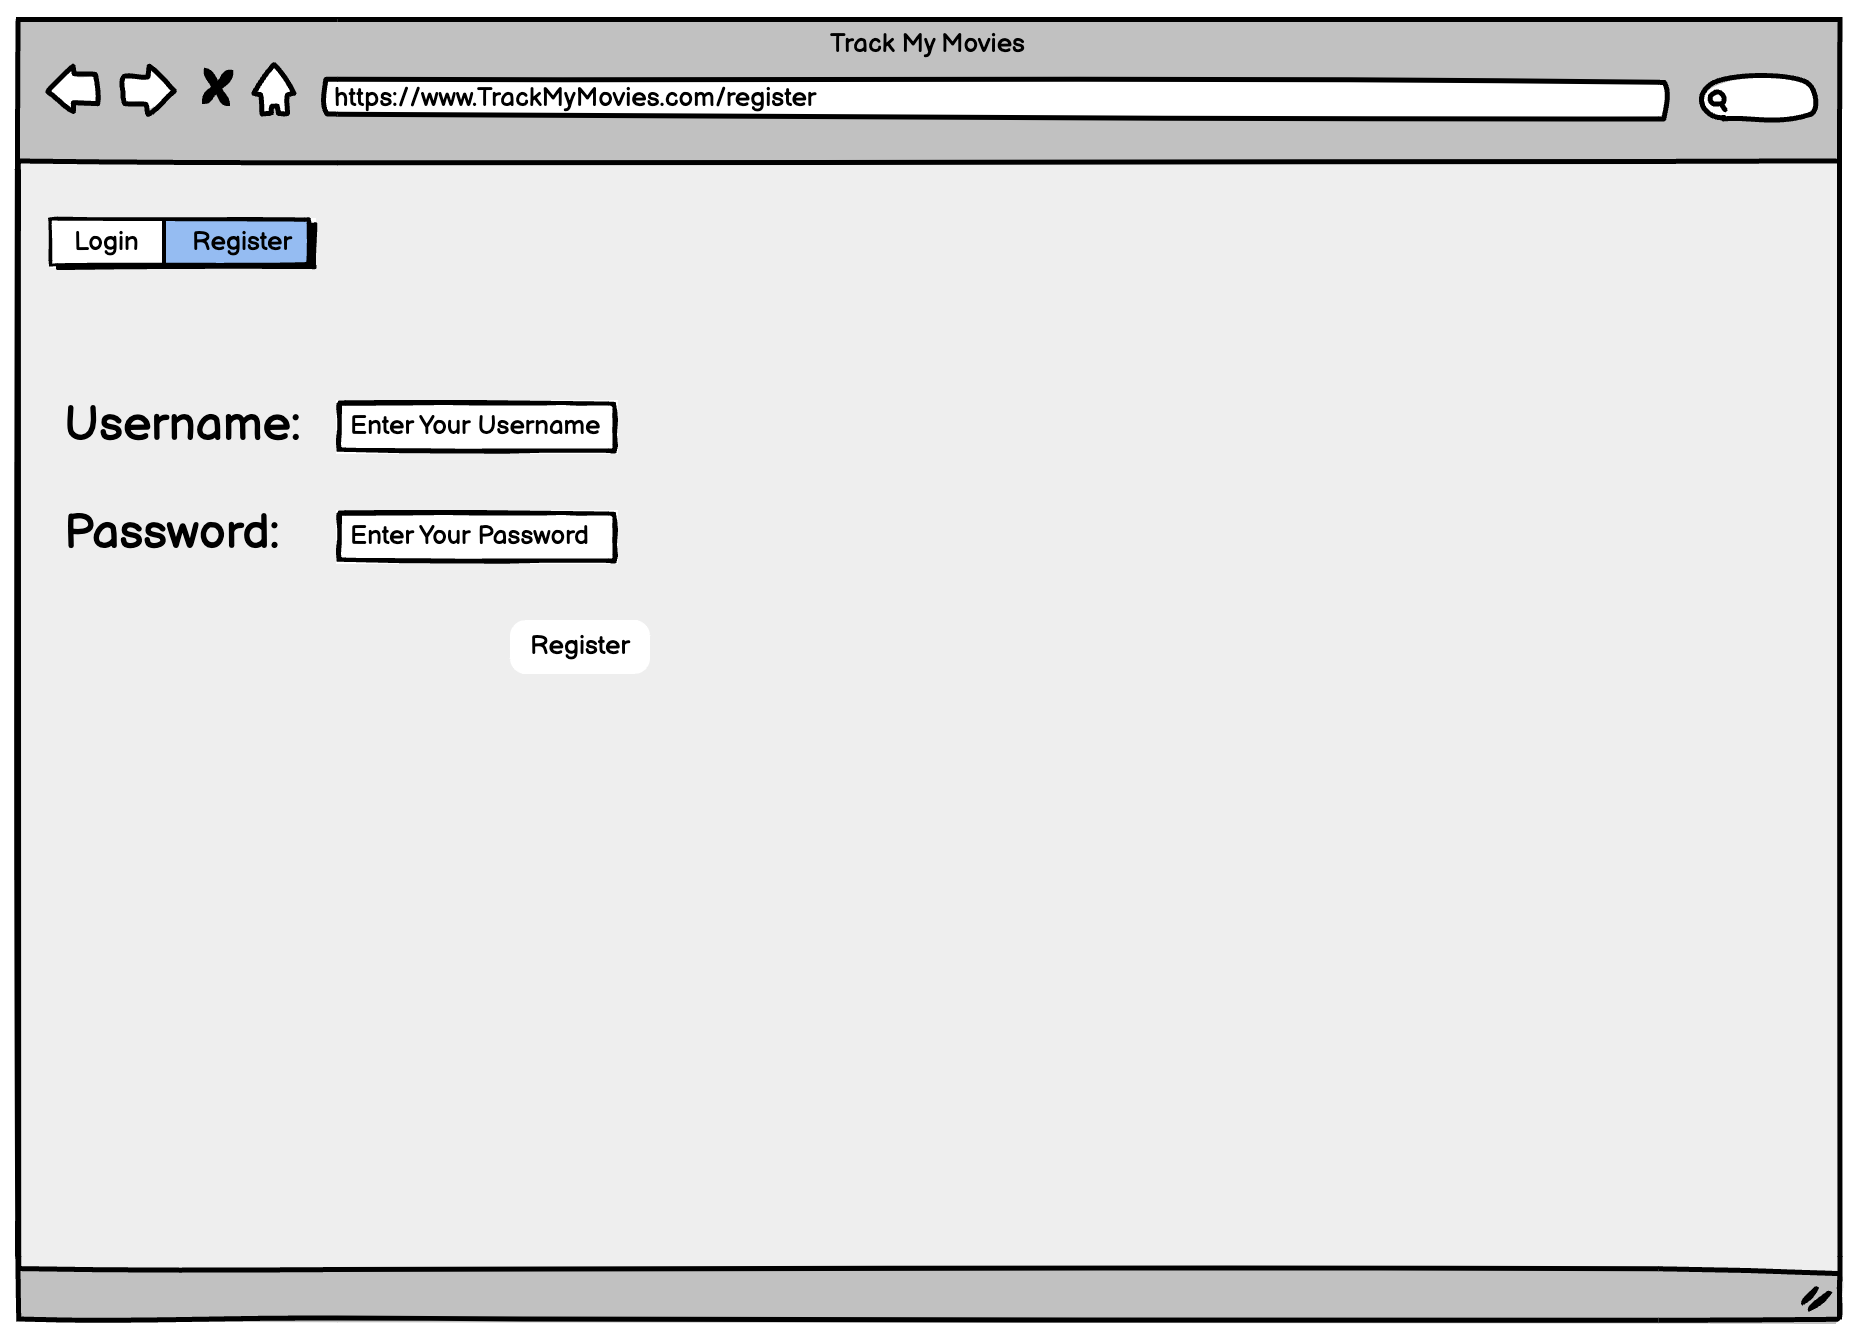 Track My Movies
https://www.TrackMyMovies.com/register
Login Register
Username: Enter Your Username
Password: Enter Your Password
Register